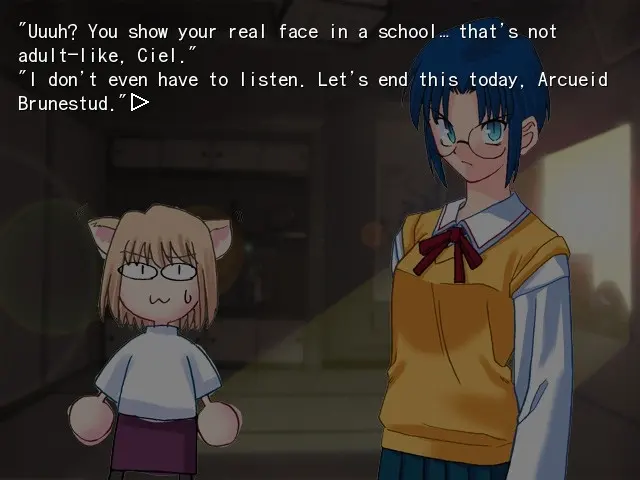 "Uuuh? You show your real face in a school… that's not
adult-like, Ciel."
"I don't even have to listen. Let's end this today, Arcueid
Brunestud."